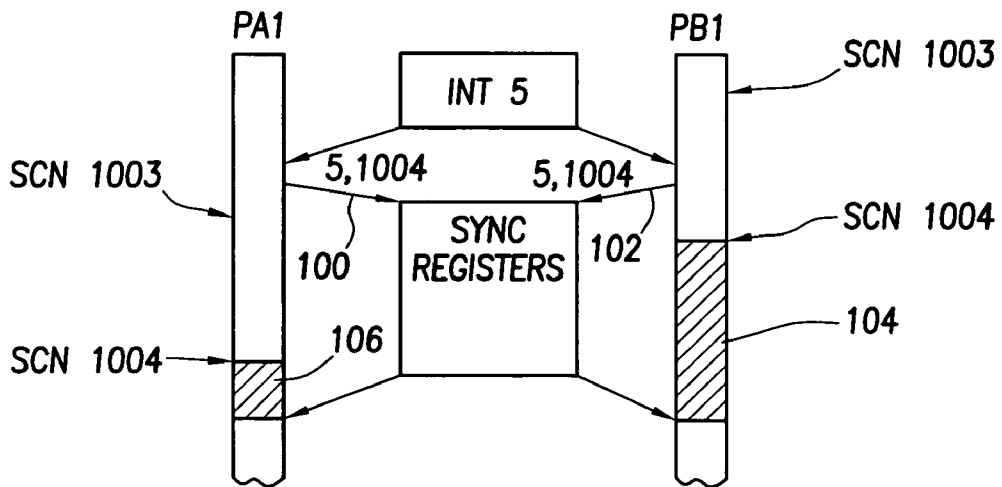 PA1
PB1
INT 5
SCN 1003
SCN 1003
5,1004
5,1004
100
102
SYNC
REGISTERS
SCN 1004
104
SCN 1004
106